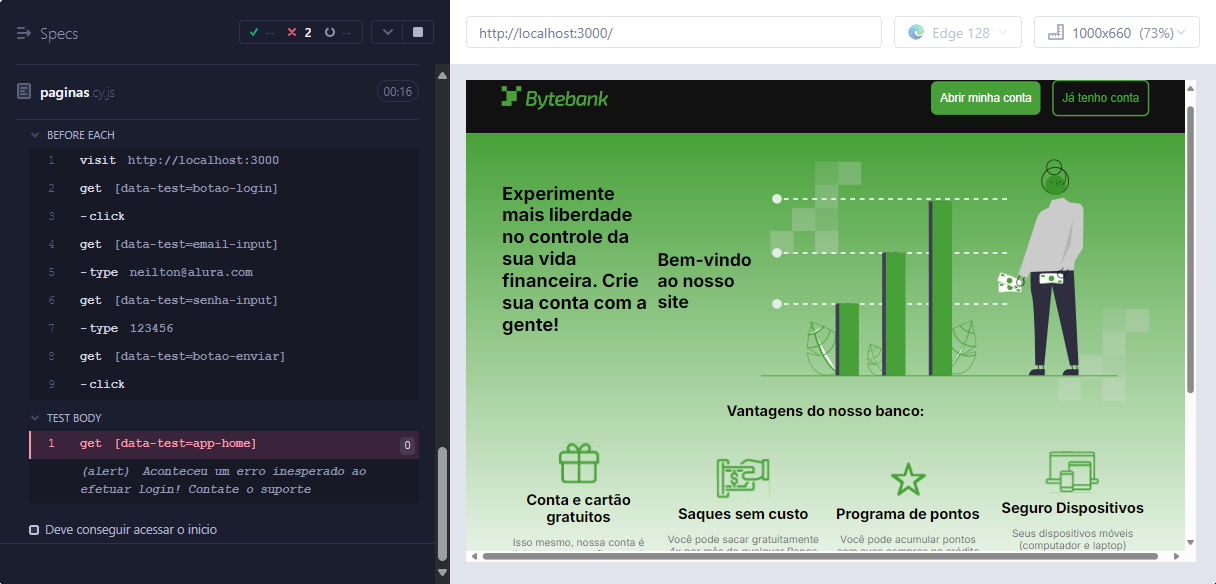 Specs
-- 2 --
paginas.cy.js
00:16
BEFORE EACH
1 visit http://localhost:3000
2 get [data-test=botao-login]
3 -click
4 get [data-test=email-input]
5 -type neilton@alura.com
6 get [data-test=senha-input]
7 -type 123456
8 get [data-test=botao-enviar]
9 -click
TEST BODY
1 get [data-test=app-home] 0
(alert) Aconteceu um erro inesperado ao
efetuar login! Contate o suporte
Deve conseguir acessar o inicio
http://localhost:3000/
Edge 128
1000x660 (73%)
Bytebank
Abrir minha conta
Já tenho conta
Experimente
mais liberdade
no controle da
sua vida
financeira. Crie
sua conta com a
gente!
Bem-vindo
ao nosso
site
Vantagens do nosso banco:
Conta e cartão
gratuitos
Isso mesmo, nossa conta é
Saques sem custo
Você pode sacar gratuitamente
4x por mês de qualquer Banco
Programa de pontos
Você pode acumular pontos
com suas compras no crédito
Seguro Dispositivos
Seus dispositivos móveis
(computador e laptop)